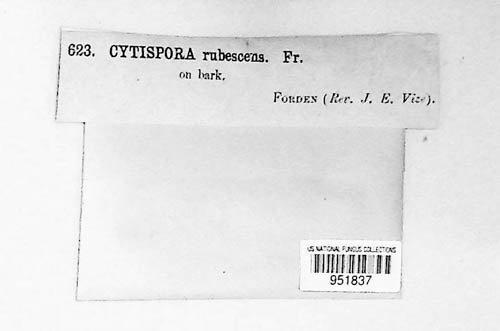 623. CYTISPORA rubescens. Fr.
on bark.
FORDEN (Rev. J. E. Vize).
US NATIONAL FUNGUS COLLECTIONS
951837